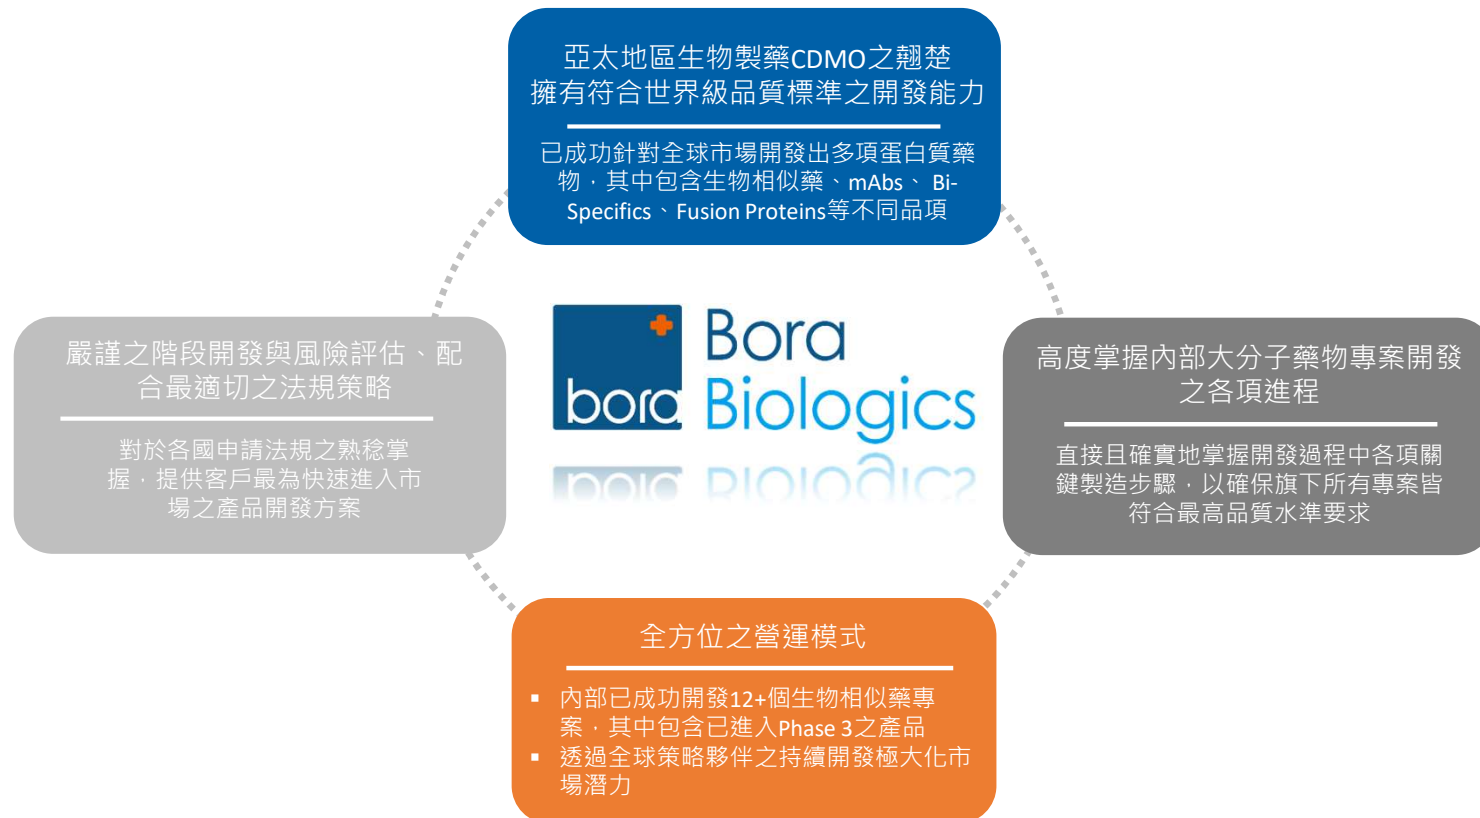 亞太地區生物製藥CDMO之翹楚
擁有符合世界級品質標準之開發能力
已成功針對全球市場開發出多項蛋白質藥
物，其中包含生物相似藥、mAbs、 Bi-
Specifics、Fusion Proteins等不同品項
嚴謹之階段開發與風險評估、配
合最適切之法規策略
對於各國申請法規之熟稔掌
握，提供客戶最為快速進入市
場之產品開發方案
bora
Bora
Biologics
高度掌握內部大分子藥物專案開發
之各項進程
直接且確實地掌握開發過程中各項關
鍵製造步驟，以確保旗下所有專案皆
符合最高品質水準要求
全方位之營運模式
▪ 內部已成功開發12+個生物相似藥專
案，其中包含已進入Phase 3之產品
▪ 透過全球策略夥伴之持續開發極大化市
場潛力